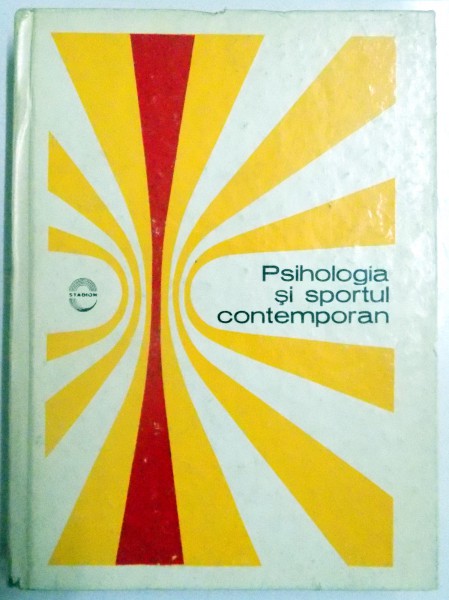 STADION
Psihologia
și sportul
contemporan